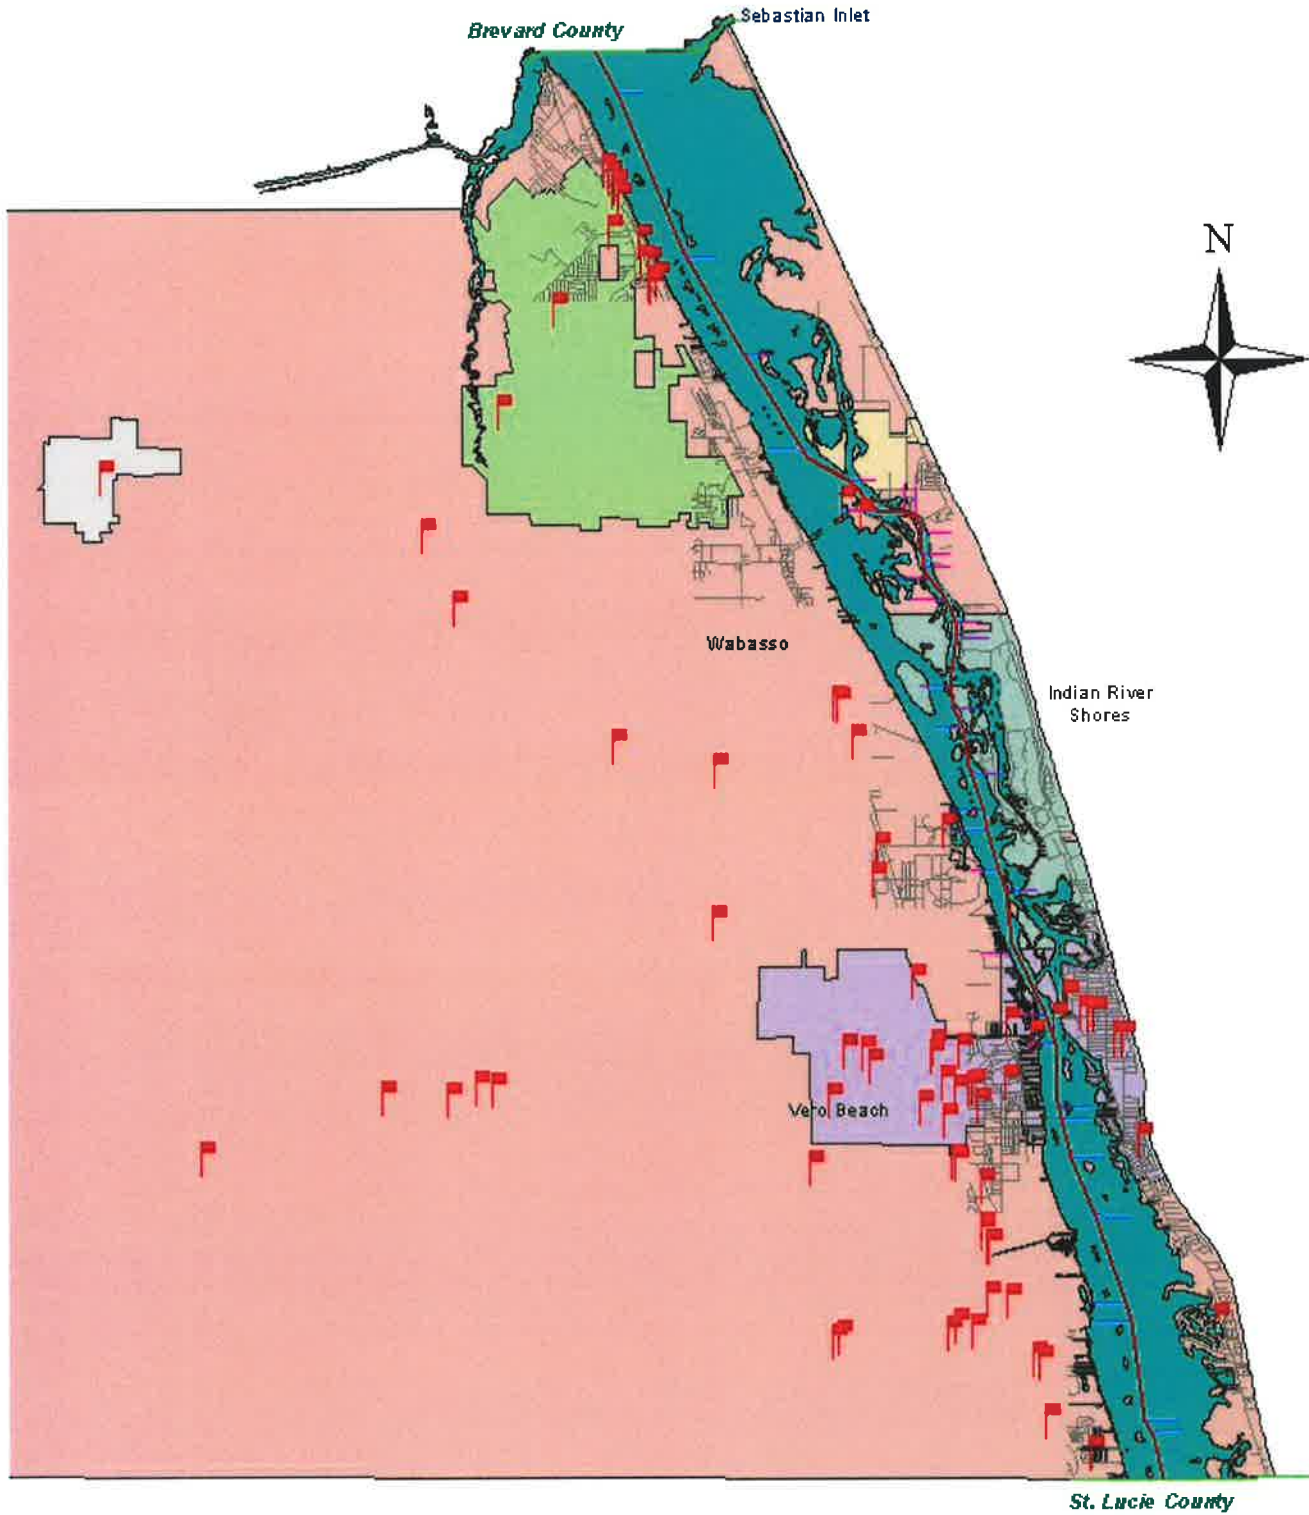 Sebastian Inlet
Brevard County
N
Wabasso
Indian River
Shores
Vero Beach
St. Lucie County